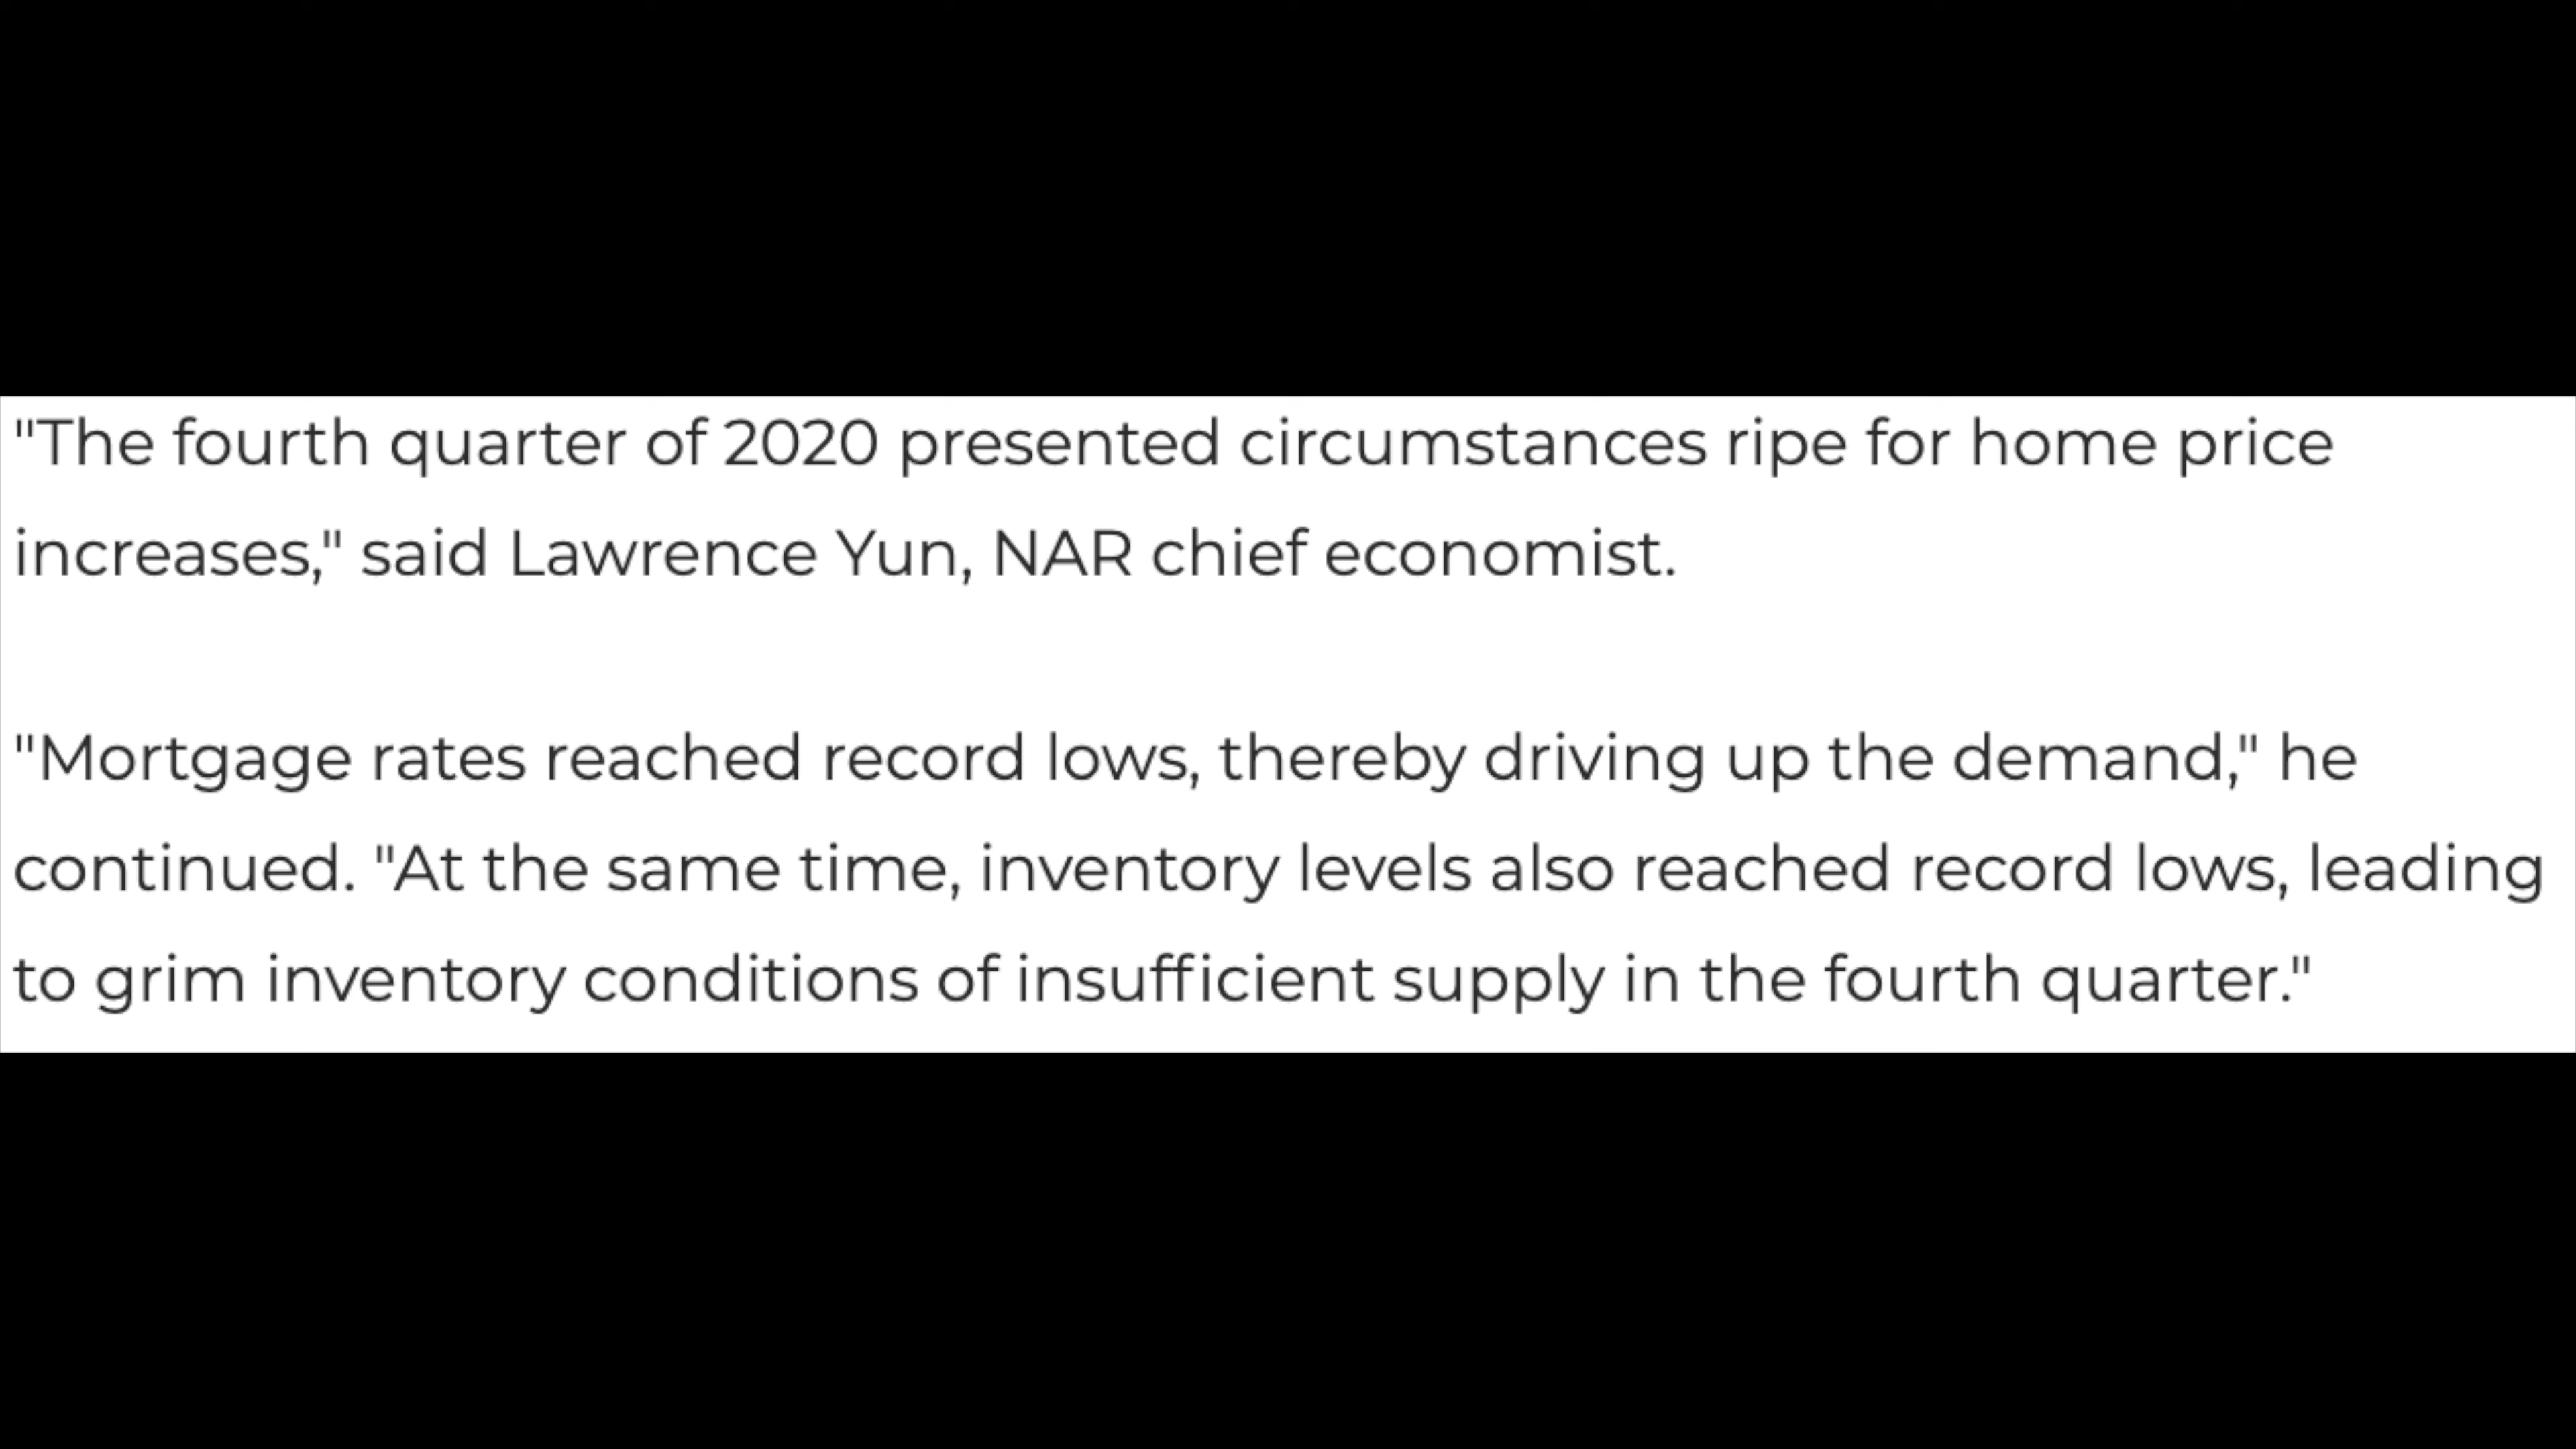 "The fourth quarter of 2020 presented circumstances ripe for home price
increases," said Lawrence Yun, NAR chief economist.
"Mortgage rates reached record lows, thereby driving up the demand," he
continued. "At the same time, inventory levels also reached record lows, leading
to grim inventory conditions of insufficient supply in the fourth quarter."